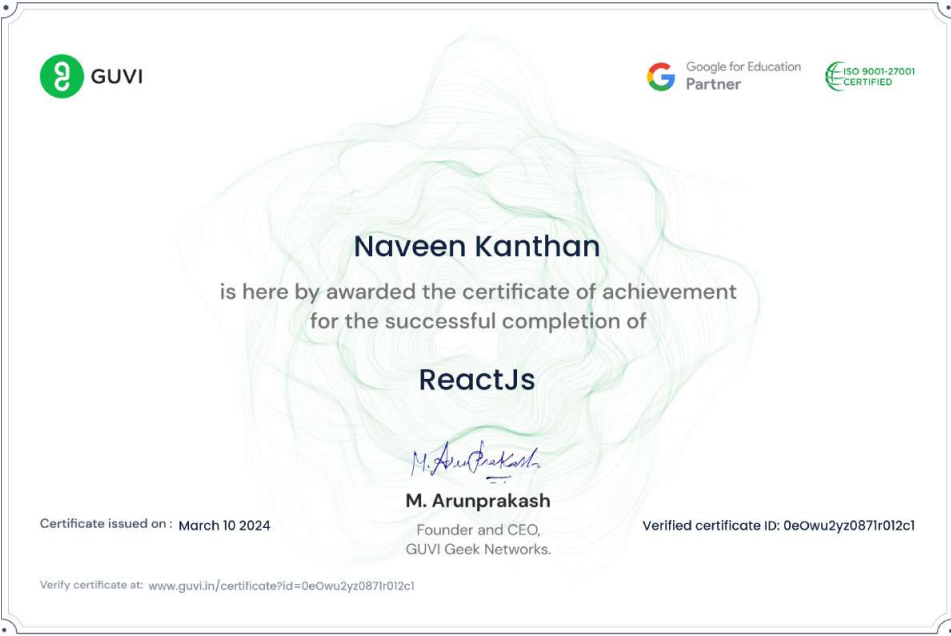 GUVI
Google for Education
Partner
ISO 9001-27001
CERTIFIED
Naveen Kanthan
is here by awarded the certificate of achievement
for the successful completion of
ReactJs
M. Arunprakash
M. Arunprakash
Founder and CEO,
GUVI Geek Networks.
Certificate issued on : March 10 2024
Verified certificate ID: 0eOwu2yz0871r012c1
Verify certificate at: www.guvi.in/certificate?id=0eOwu2yz0871r012c1